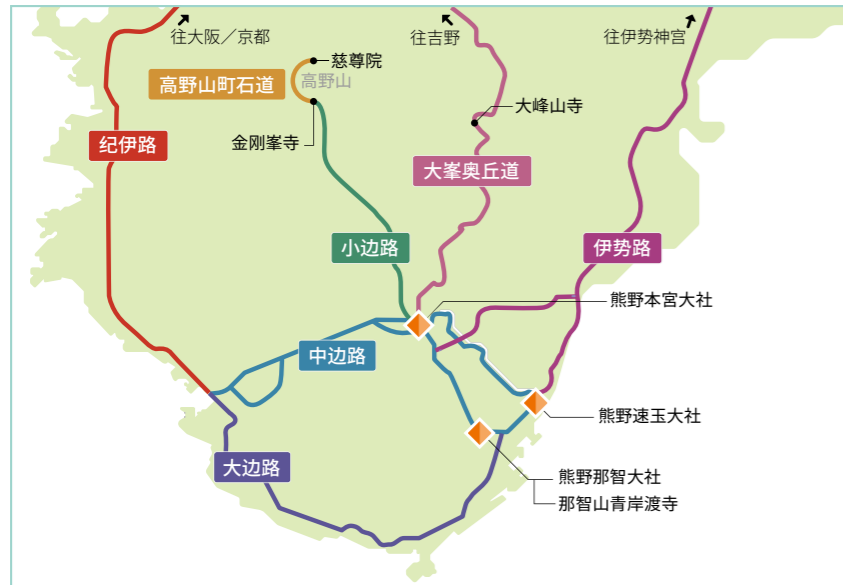 往大阪／京都
往吉野
往伊势神宫
慈尊院
高野山
高野山町石道
大峰山寺
金刚峯寺
纪伊路
大峯奥丘道
小边路
伊势路
熊野本宫大社
中边路
熊野速玉大社
大边路
熊野那智大社
那智山青岸渡寺